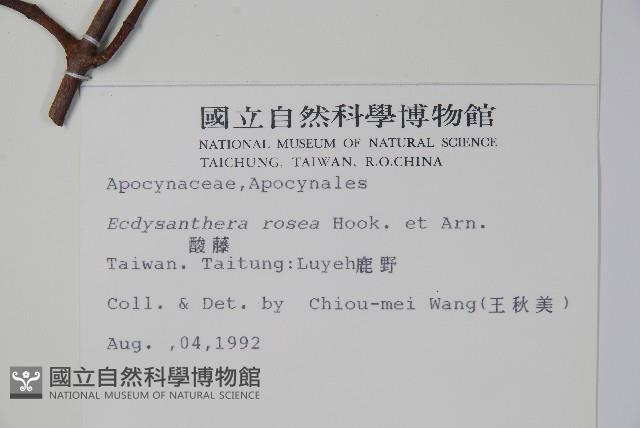 國立自然科學博物館
NATIONAL MUSEUM OF NATURAL SCIENCE
TAICHUNG, TAIWAN, R.O.CHINA
Apocynaceae,Apocynales
Ecdysanthera rosea Hook. et Arn.
酸藤
Taiwan. Taitung:Luyeh鹿野
Coll. & Det. by Chiou-mei Wang(王秋美)
Aug. ,04,1992
國立自然科學博物館
NATIONAL MUSEUM OF NATURAL SCIENCE